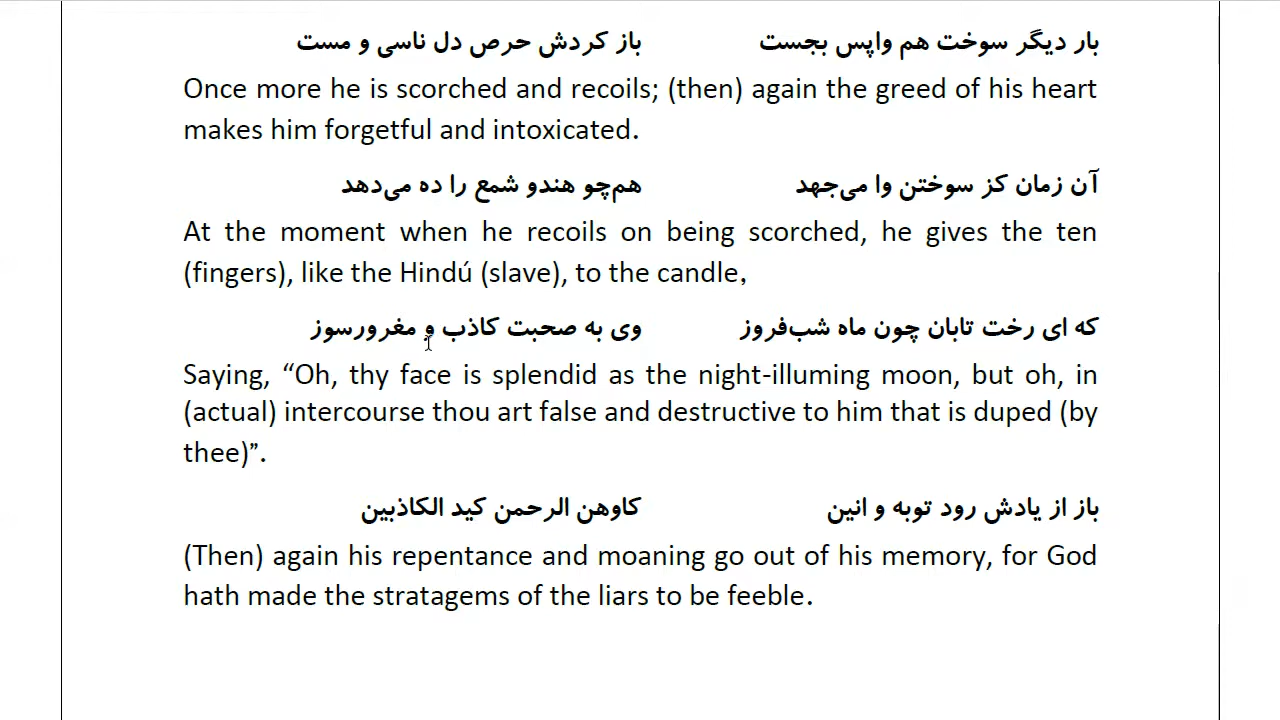 بار دیگر سوخت هم واپس بجست باز کردش حرص دل ناسی و مست
Once more he is scorched and recoils; (then) again the greed of his heart
makes him forgetful and intoxicated.
آن زمان کز سوختن وا می‌جهد هم‌چو هندو شمع را ده می‌دهد
At the moment when he recoils on being scorched, he gives the ten
(fingers), like the Hindú (slave), to the candle,
که ای رخت تابان چون ماه شب‌فروز وی به صحبت کاذب و مغرورسوز
Saying, “Oh, thy face is splendid as the night-illuming moon, but oh, in
(actual) intercourse thou art false and destructive to him that is duped (by
thee)”.
باز از یادش رود توبه و انین کاوهن الرحمن کید الکاذبین
(Then) again his repentance and moaning go out of his memory, for God
hath made the stratagems of the liars to be feeble.